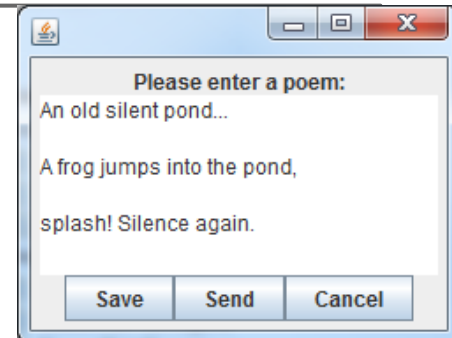 Please enter a poem:
An old silent pond...
A frog jumps into the pond,
splash! Silence again.
Save Send Cancel